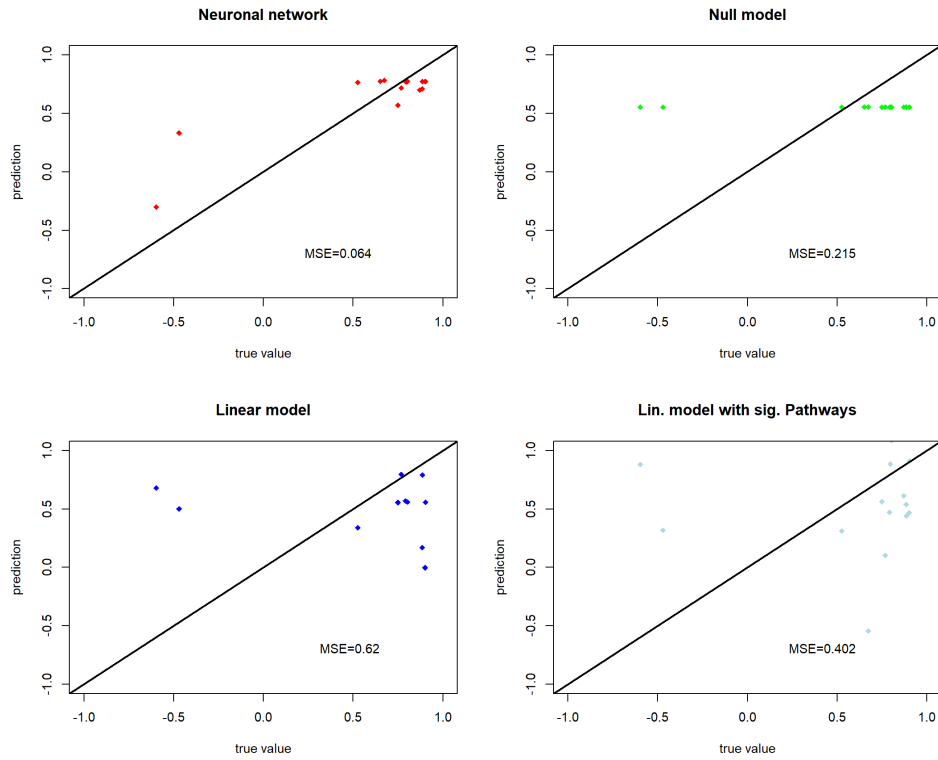 Neuronal network
1.0
0.5
0.0
-0.5
-1.0
prediction
MSE=0.064
-1.0 -0.5 0.0 0.5 1.0
true value
Null model
1.0
0.5
0.0
-0.5
-1.0
prediction
MSE=0.215
-1.0 -0.5 0.0 0.5 1.0
true value
Linear model
1.0
0.5
0.0
-0.5
-1.0
prediction
MSE=0.62
-1.0 -0.5 0.0 0.5 1.0
true value
Lin. model with sig. Pathways
1.0
0.5
0.0
-0.5
-1.0
prediction
MSE=0.402
-1.0 -0.5 0.0 0.5 1.0
true value